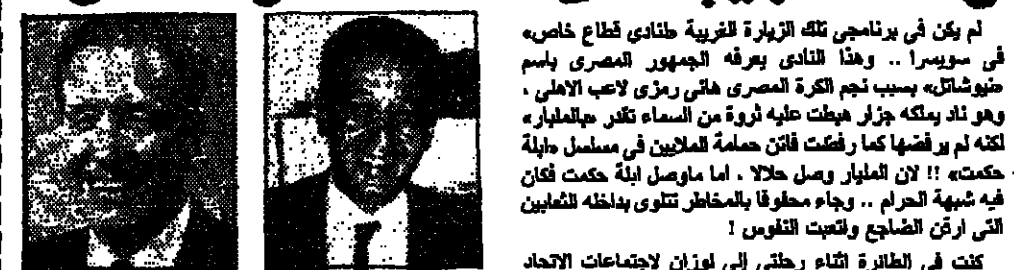 لم يكن في برنامجي تلك الزيارة الغريبة «لنادي قطاع خاص»
في سويسرا .. وهذا النادي يعرفه الجمهور المصري باسم
«نيوشاتل» بسبب نجم الكرة المصري هاني رمزي لاعب الاهلي ،
وهو ناد يملكه جزار هبطت عليه ثروة من السماء تقدر «بالمليار»
لكنه لم يرفضها كما رفضت فاتن حمامة الملايين في مسلسل «ابلة
حكمت» !! لان المليار وصل حلالا . اما ماوصل ابلة حكمت فكان
فيه شبهة الحرام .. وجاء محفوفا بالمخاطر تتلوى بداخله الثعابين
التي ارقن الضاجع واتعبت النفوس !
كنت في الطائرة اثناء رحلتي إلى لوزان لاجتماعات الاتحاد